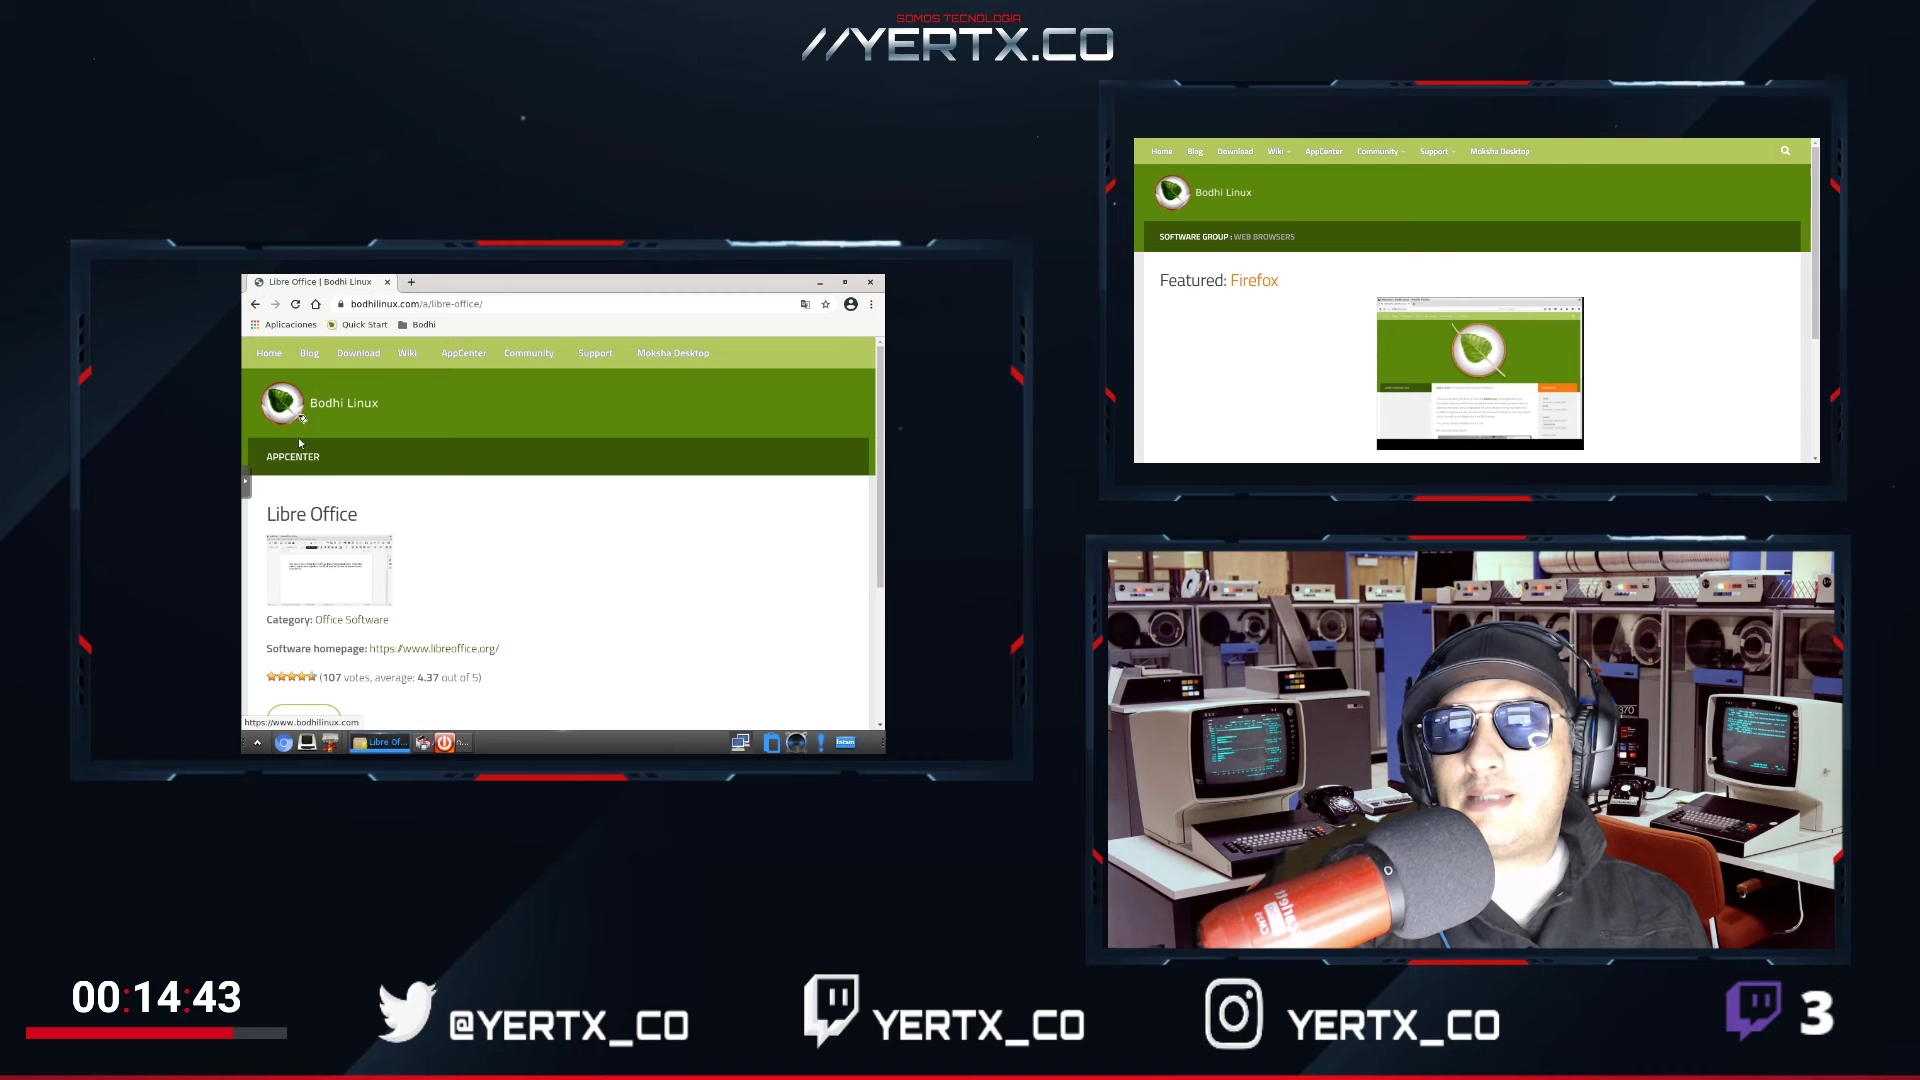 SOMOS TECNOLOGIA
//YERTX.CO
Libre Office | Bodhi Linux
bodhilinux.com/a/libre-office/
Aplicaciones Quick Start Bodhi
Home Blog Download Wiki AppCenter Community Support Moksha Desktop
Bodhi Linux
APPCENTER
Libre Office
Category: Office Software
Software homepage: https://www.libreoffice.org/
(107 votes, average: 4.37 out of 5)
https://www.bodhilinux.com
Libre Of... n...
Home Blog Download Wiki AppCenter Community Support Moksha Desktop
Bodhi Linux
SOFTWARE GROUP : WEB BROWSERS
Featured: Firefox
370
00:14:43
@YERTX_CO
YERTX_CO
YERTX_CO
3